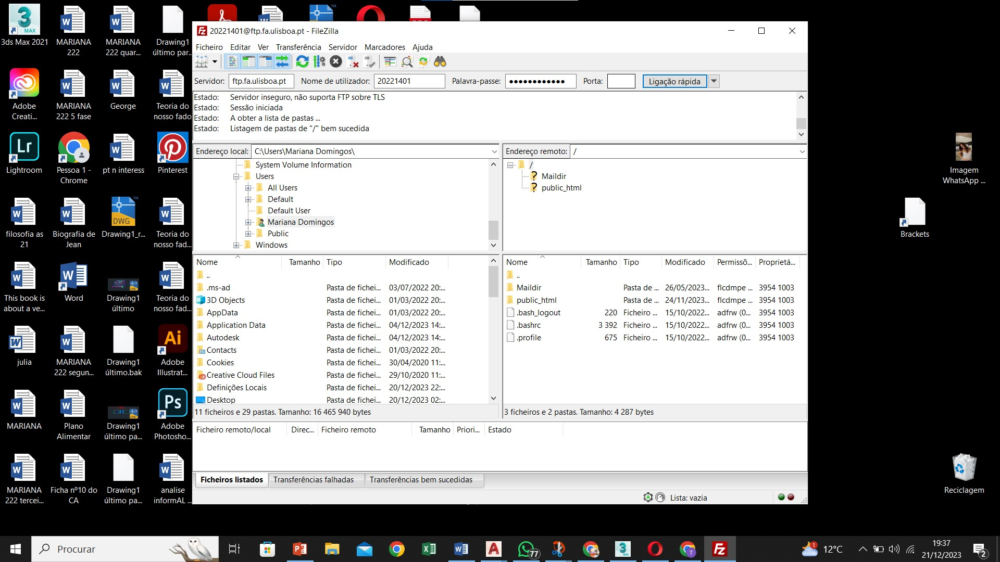 3ds Max 2021
MARIANA 222
MARIANA 222 quar...
Drawing1 último par...
Adobe Creati...
MARIANA 222 5 fase
George
Teoria do nosso fado
Lightroom
Pessoa 1 - Chrome
pt n interess
Pinterest
filosofia as 21
Biografia de Jean
Drawing1_r...
Teoria do nosso fad...
This book is about a ve...
Word
Drawing1 último
Teoria do nosso fad...
julia
MARIANA 222 segun...
Drawing1 último.bak
Adobe Illustrat...
MARIANA
Plano Alimentar
Drawing1 último pa...
Adobe Photosho...
MARIANA 222 tercei...
Ficha nº10 do CA
Drawing1 último pa...
analise informAL ...
20221401@ftp.fa.ulisboa.pt - FileZilla
Ficheiro Editar Ver Transferência Servidor Marcadores Ajuda
Servidor: ftp.fa.ulisboa.pt Nome de utilizador: 20221401 Palavra-passe: ●●●●●●●●●●●● Porta: Ligação rápida
Estado: Servidor inseguro, não suporta FTP sobre TLS
Estado: Sessão iniciada
Estado: A obter a lista de pastas ...
Estado: Listagem de pastas de "/" bem sucedida
Endereço local: C:\Users\Mariana Domingos\
System Volume Information
Users
All Users
Default
Default User
Mariana Domingos
Public
Windows
Endereço remoto: /
/
Maildir
public_html
Nome Tamanho Tipo Modificado
..
.ms-ad Pasta de fichei... 03/07/2022 20:...
3D Objects Pasta de fichei... 01/03/2022 20:...
AppData Pasta de fichei... 01/03/2022 20:...
Application Data Pasta de fichei... 04/12/2023 14:...
Autodesk Pasta de fichei... 04/12/2023 14:...
Contacts Pasta de fichei... 01/03/2022 20:...
Cookies Pasta de fichei... 30/04/2020 11:...
Creative Cloud Files Pasta de fichei... 29/10/2020 11:...
Definições Locais Pasta de fichei... 20/12/2023 22:...
Desktop Pasta de fichei... 20/12/2023 02:...
11 ficheiros e 29 pastas. Tamanho: 16 465 940 bytes
Nome Tamanho Tipo Modificado Permissõ... Proprietá...
..
Maildir Pasta de ... 26/05/2023... flcdmpe ... 3954 1003
public_html Pasta de ... 24/11/2023... flcdmpe ... 3954 1003
.bash_logout 220 Ficheiro ... 15/10/2022... adfrw (0... 3954 1003
.bashrc 3 392 Ficheiro ... 15/10/2022... adfrw (0... 3954 1003
.profile 675 Ficheiro ... 15/10/2022... adfrw (0... 3954 1003
3 ficheiros e 2 pastas. Tamanho: 4 287 bytes
Ficheiro remoto/local Direc... Ficheiro remoto Tamanho Priori... Estado
Ficheiros listados Transferências falhadas Transferências bem sucedidas
Lista: vazia
Imagem WhatsApp ...
Brackets
Reciclagem
Procurar
77
1
12°C
19:37
21/12/2023
2